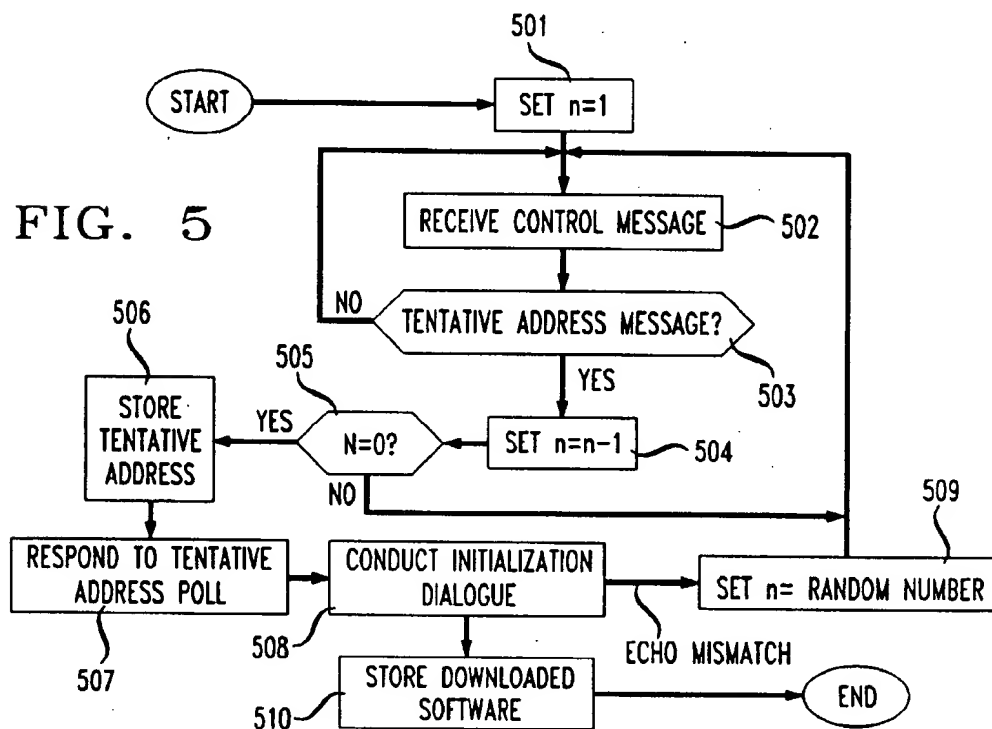 501
START
SET n=1
FIG. 5
RECEIVE CONTROL MESSAGE
502
NO
TENTATIVE ADDRESS MESSAGE?
503
506
505
YES
STORE
TENTATIVE
ADDRESS
YES
N=0?
SET n=n-1
504
NO
509
RESPOND TO TENTATIVE
ADDRESS POLL
CONDUCT INITIALIZATION
DIALOGUE
SET n= RANDOM NUMBER
507
508
ECHO MISMATCH
STORE DOWNLOADED
SOFTWARE
510
END